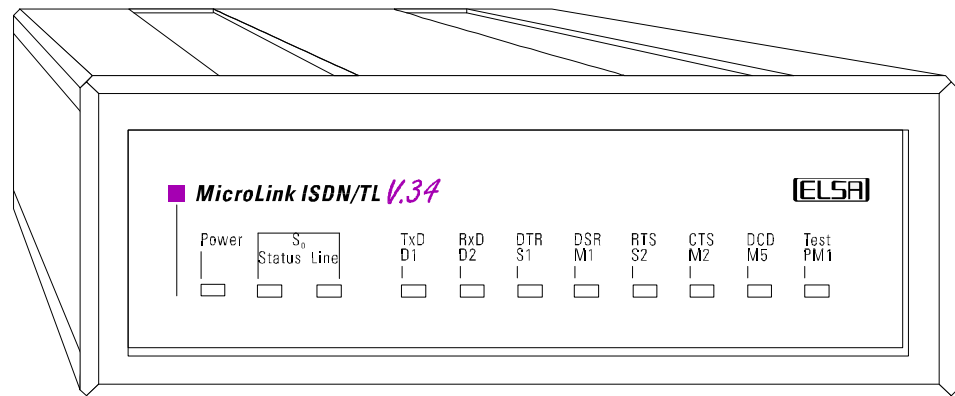 MicroLink ISDN/TL V.34
ELSA
Power S₀ TxD RxD DTR DSR RTS CTS DCD Test
Status Line D1 D2 S1 M1 S2 M2 M5 PM1